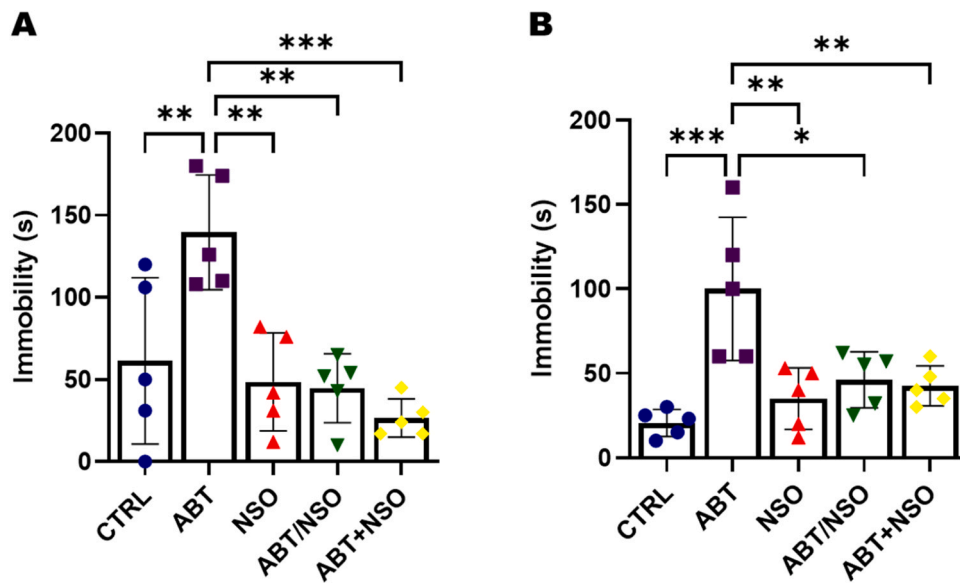 A
***
**
** **
200
150
100
50
0
Immobility (s)
CTRL
ABT
NSO
ABT/NSO
ABT+NSO
B
**
**
*** *
200
150
100
50
0
Immobility (s)
CTRL
ABT
NSO
ABT/NSO
ABT+NSO